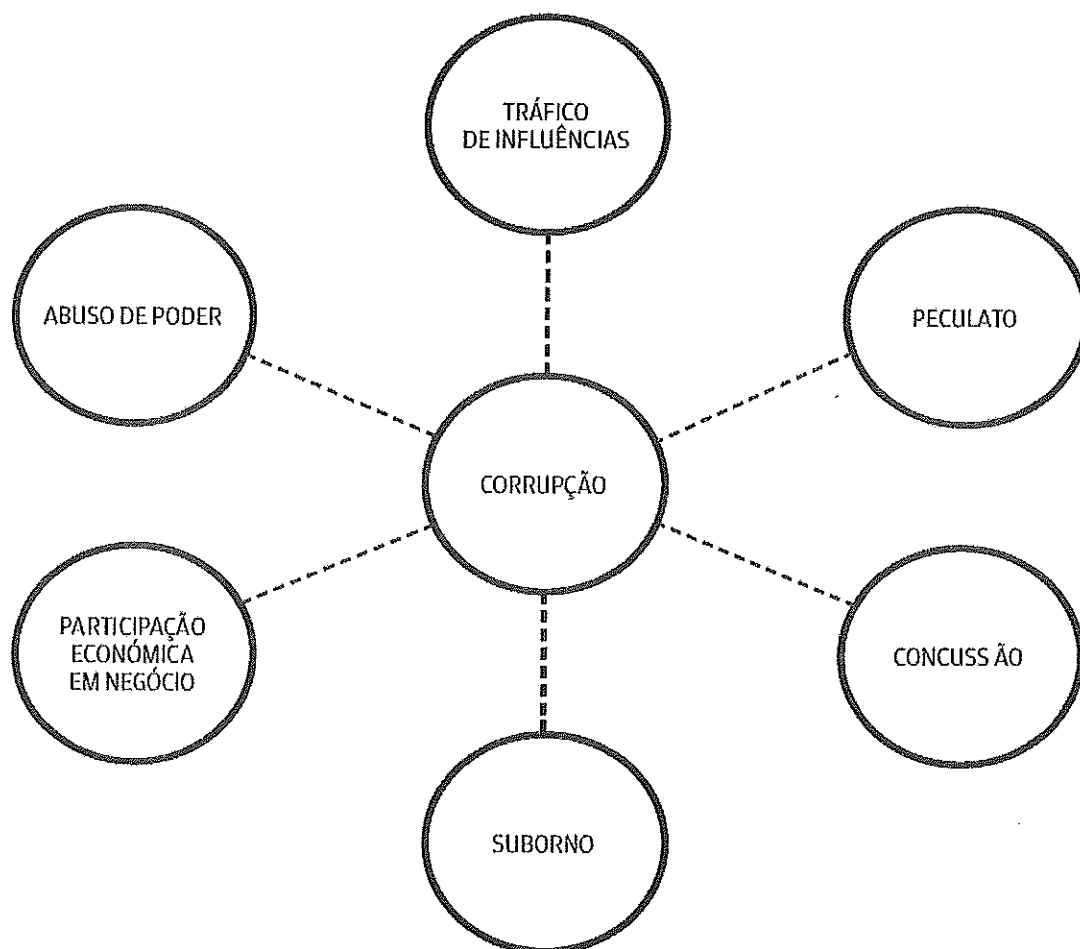 TRÁFICO
DE INFLUÊNCIAS
ABUSO DE PODER
PECULATO
CORRUPÇÃO
PARTICIPAÇÃO
ECONÓMICA
EM NEGÓCIO
CONCUSS ÃO
SUBORNO